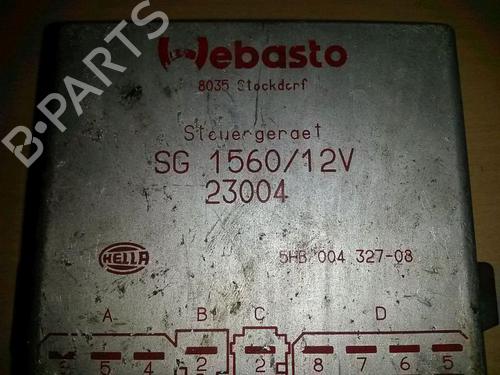 Webasto
8035 Stockdorf
Steuergeraet
SG 1560/12V
23004
HELLA
5HB 004 327-08
A B C D
6 5 4 2 2 8 7 6 5
B-PARTS